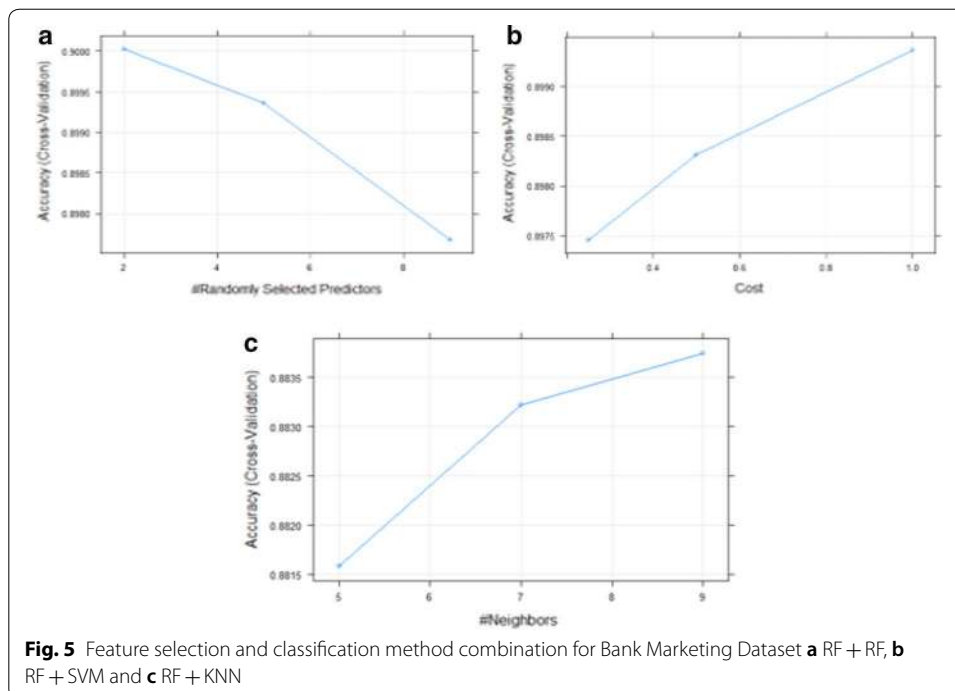 a
Accuracy (Cross-Validation)
0.9000
0.8995
0.8990
0.8985
0.8980
2
4
6
8
#Randomly Selected Predictors
b
Accuracy (Cross-Validation)
0.8990
0.8985
0.8980
0.8975
0.4
0.6
0.8
1.0
Cost
c
Accuracy (Cross-Validation)
0.8835
0.8830
0.8825
0.8820
0.8815
5
6
7
8
9
#Neighbors
Fig. 5 Feature selection and classification method combination for Bank Marketing Dataset a RF + RF, b
RF + SVM and c RF + KNN